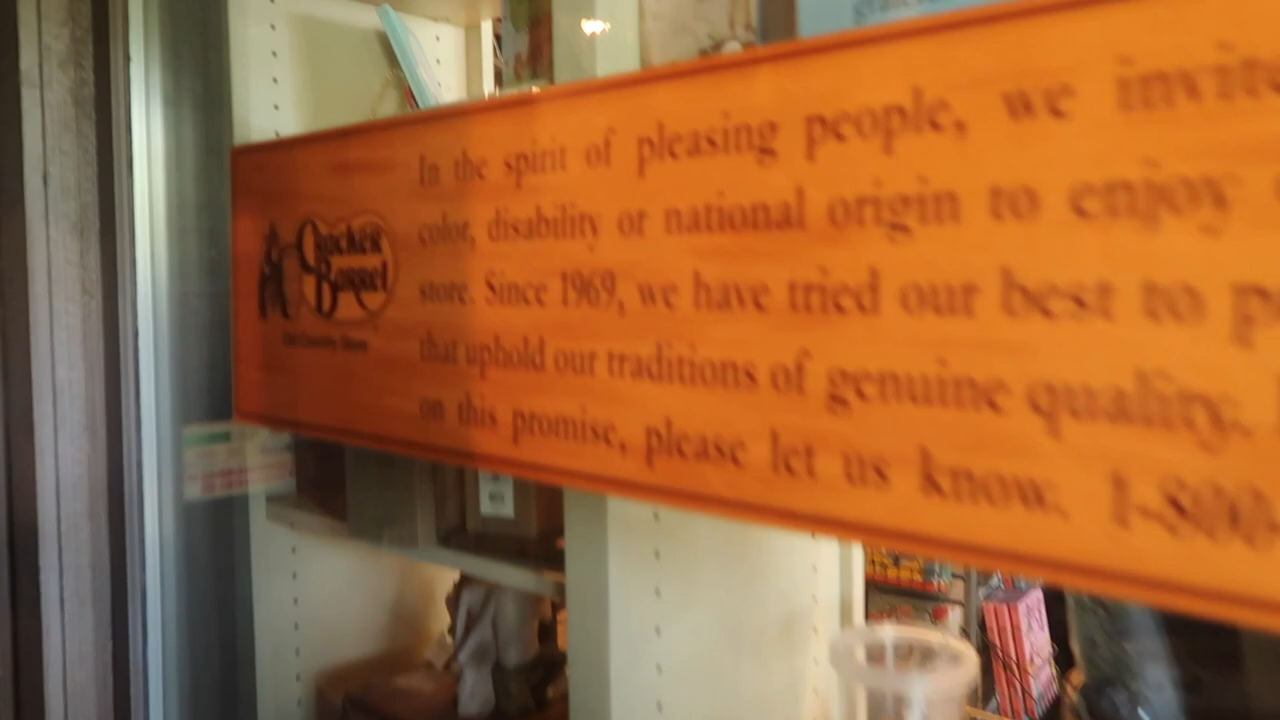 In the spirit of pleasing people, we invite
color, disability or national origin to enjoy
store. Since 1969, we have tried our best to
that uphold our traditions of genuine quality.
on this promise, please let us know. 1-800-
Cracker
Barrel
Old Country Store